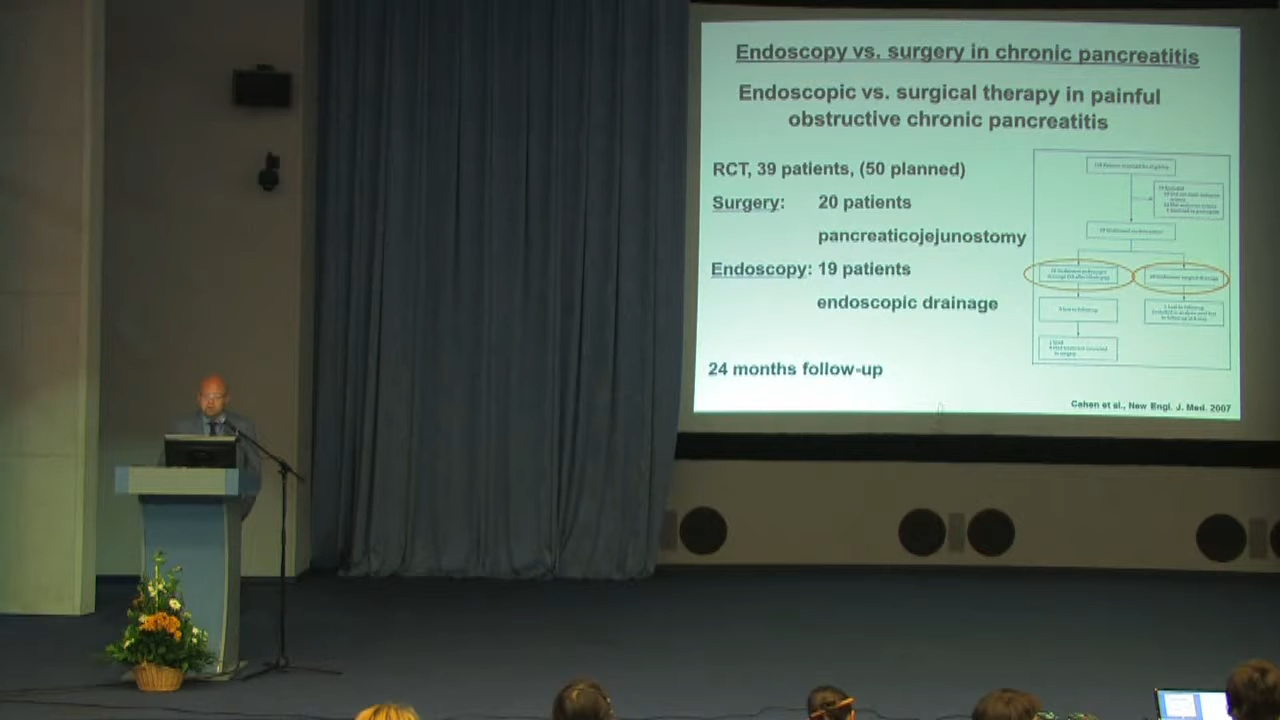 Endoscopy vs. surgery in chronic pancreatitis
Endoscopic vs. surgical therapy in painful
obstructive chronic pancreatitis
RCT, 39 patients, (50 planned)
Surgery: 20 patients
pancreaticojejunostomy
Endoscopy: 19 patients
endoscopic drainage
24 months follow-up
Cahen et al., New Engl. J. Med. 2007